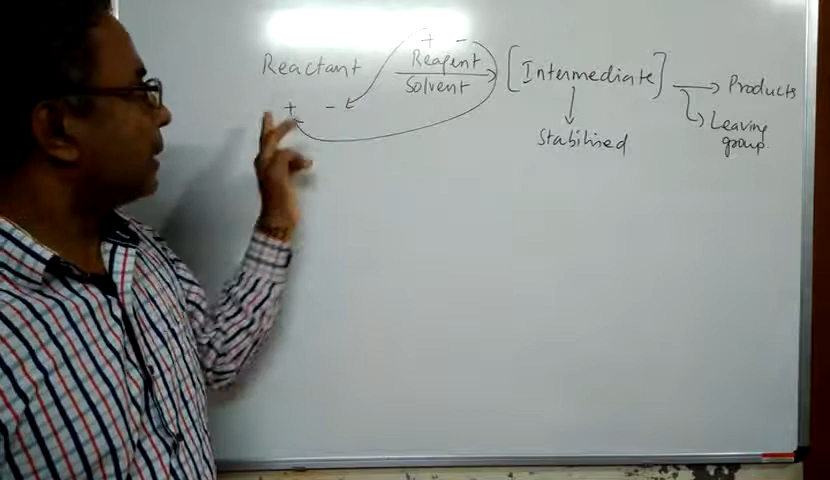 + -
Reactant Reagent [Intermediate] Products
Solvent
+ - Stabilised Leaving
group